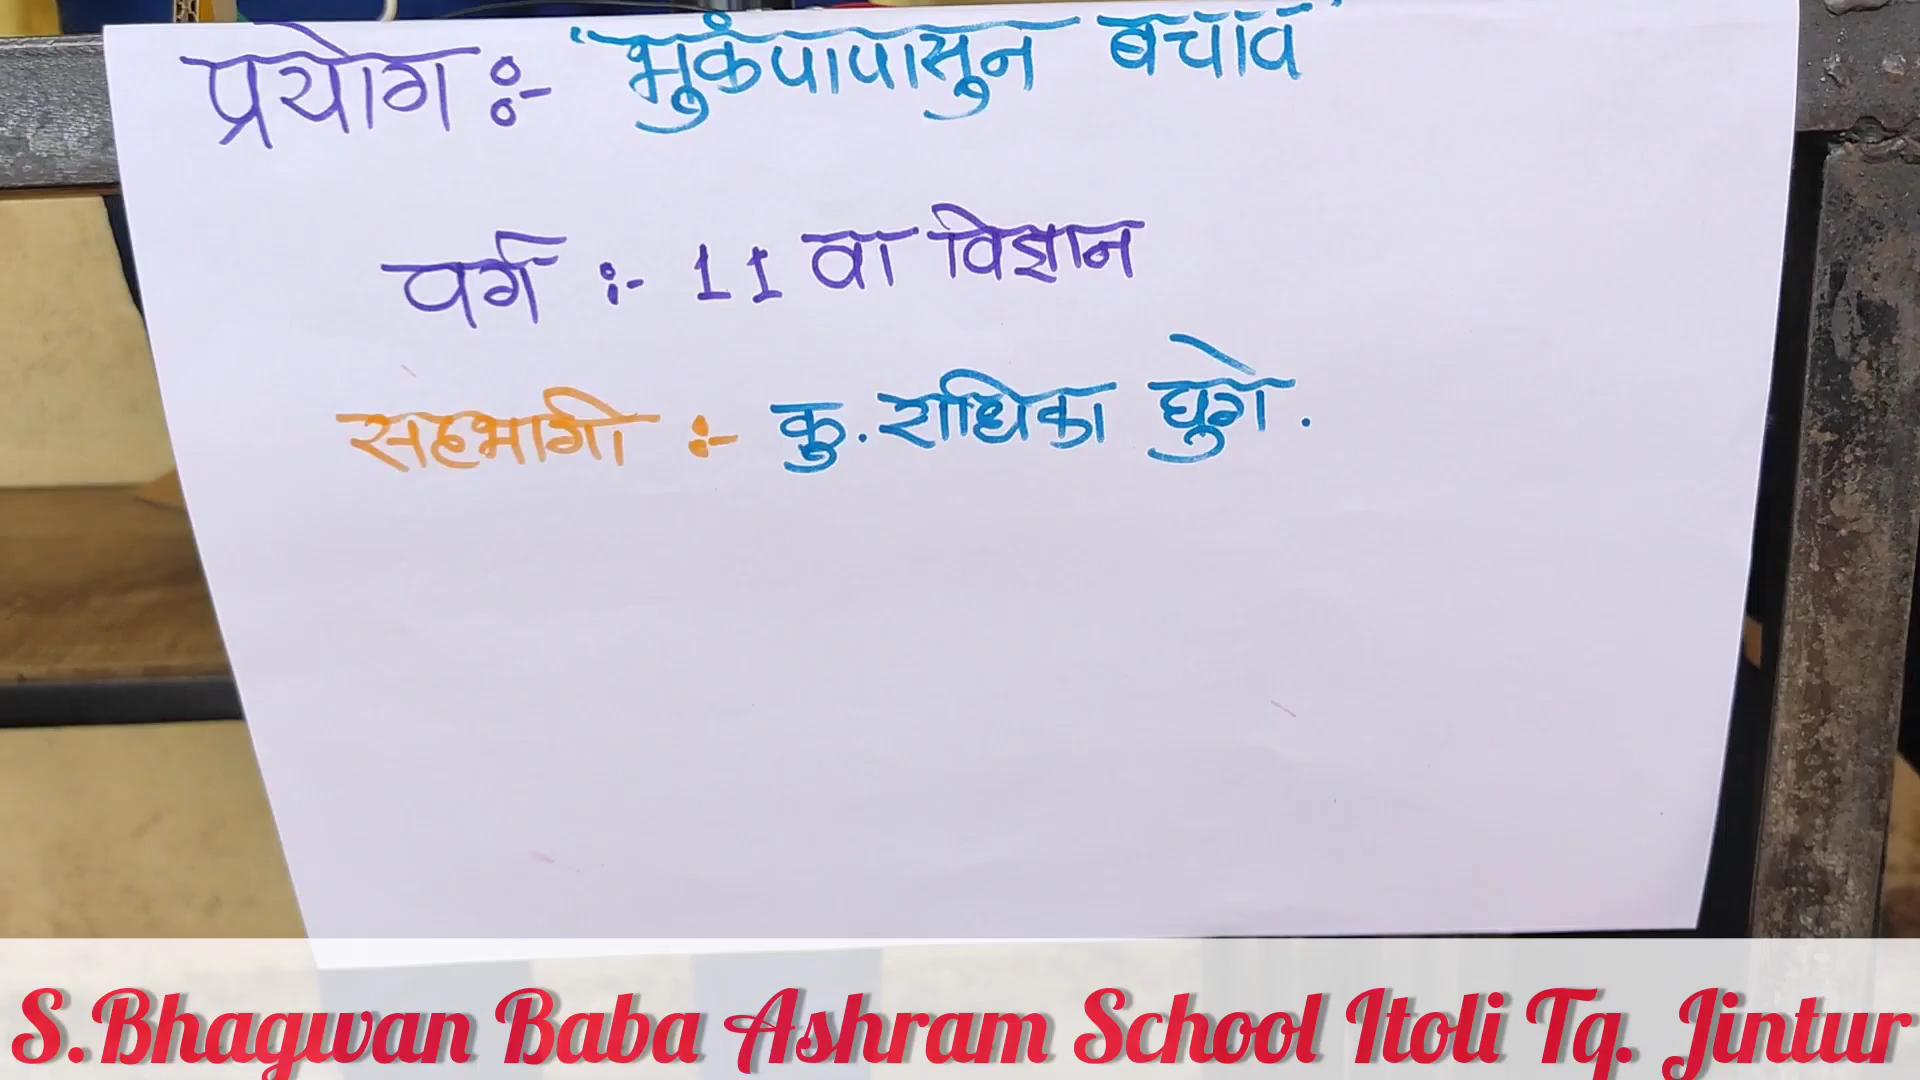 प्रयोग :- "भुकंपापासुन बचाव"
वर्ग :- 11 वा विज्ञान
सहभागी :- कु. राधिका घुगे.
S.Bhagwan Baba Ashram School Itoli Tq. Jintur